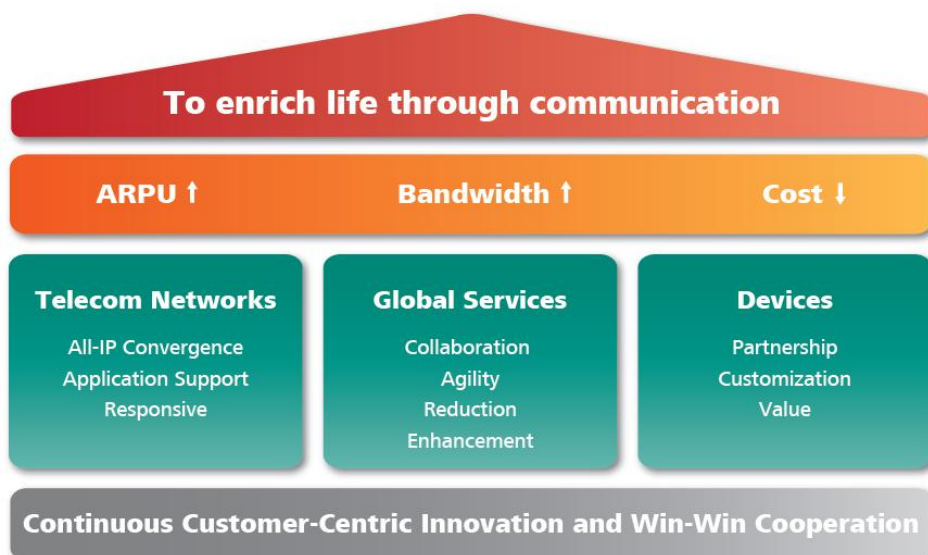 To enrich life through communication
ARPU ↑ Bandwidth ↑ Cost ↓
Telecom Networks
All-IP Convergence
Application Support
Responsive
Global Services
Collaboration
Agility
Reduction
Enhancement
Devices
Partnership
Customization
Value
Continuous Customer-Centric Innovation and Win-Win Cooperation